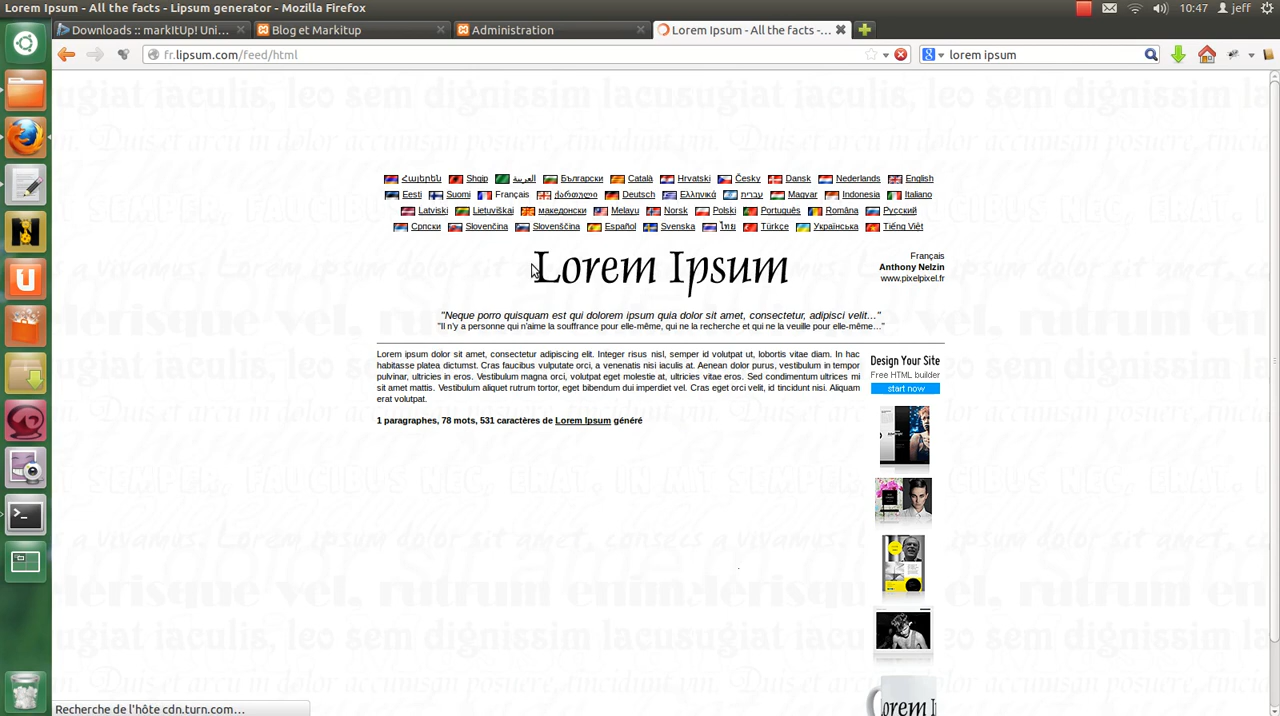 Lorem Ipsum - All the facts - Lipsum generator - Mozilla Firefox
10:47 jeff
Downloads :: markItUp! Uni...
Blog et Markitup
Administration
Lorem Ipsum - All the facts -...
fr.lipsum.com/feed/html
lorem ipsum
Հայերեն Shqip العربية Български Català Hrvatski Česky Dansk Nederlands English
Eesti Suomi Français ქართული Deutsch Ελληνικά עברית Magyar Indonesia Italiano
Latviski Lietuviškai македонски Melayu Norsk Polski Português Româna Русский
Српски Slovenčina Slovenščina Español Svenska ไทย Türkçe Українська Tiếng Việt
Lorem Ipsum
Français
Anthony Nelzin
www.pixelpixel.fr
"Neque porro quisquam est qui dolorem ipsum quia dolor sit amet, consectetur, adipisci velit..."
"Il n'y a personne qui n'aime la souffrance pour elle-même, qui ne la recherche et qui ne la veuille pour elle-même…"
Lorem ipsum dolor sit amet, consectetur adipiscing elit. Integer risus nisl, semper id volutpat ut, lobortis vitae diam. In hac
habitasse platea dictumst. Cras faucibus vulputate orci, a venenatis nisi iaculis at. Aenean dolor purus, vestibulum in tempor
pulvinar, ultricies in eros. Vestibulum magna orci, volutpat eget molestie at, ultricies vitae eros. Sed condimentum ultrices mi
sit amet mattis. Vestibulum aliquet rutrum tortor, eget bibendum dui imperdiet vel. Cras eget orci velit, id tincidunt nisi. Aliquam
erat volutpat.
1 paragraphes, 78 mots, 531 caractères de Lorem Ipsum généré
Design Your Site
Free HTML builder
start now
Recherche de l'hôte cdn.turn.com...